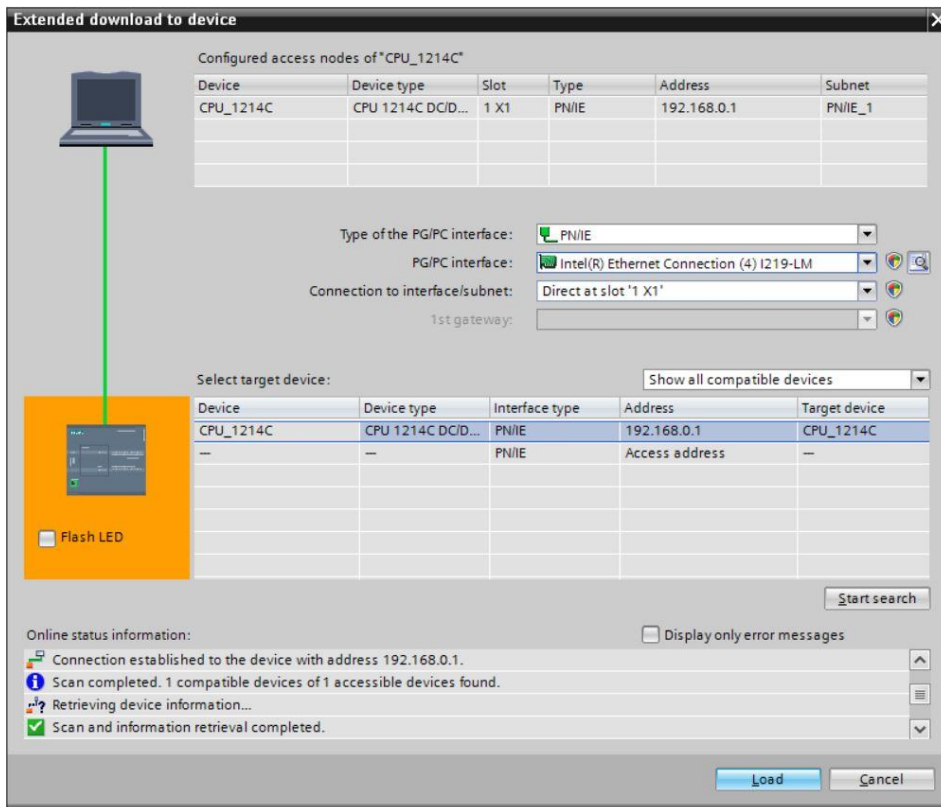 Extended download to device
Configured access nodes of "CPU_1214C"
Device Device type Slot Type Address Subnet
CPU_1214C CPU 1214C DC/D... 1 X1 PN/IE 192.168.0.1 PN/IE_1
Type of the PG/PC interface: PN/IE
PG/PC interface: Intel(R) Ethernet Connection (4) I219-LM
Connection to interface/subnet: Direct at slot '1 X1'
1st gateway:
Select target device: Show all compatible devices
Device Device type Interface type Address Target device
CPU_1214C CPU 1214C DC/D... PN/IE 192.168.0.1 CPU_1214C
— — PN/IE Access address —
Flash LED
Start search
Online status information: Display only error messages
Connection established to the device with address 192.168.0.1.
Scan completed. 1 compatible devices of 1 accessible devices found.
Retrieving device information...
Scan and information retrieval completed.
Load Cancel